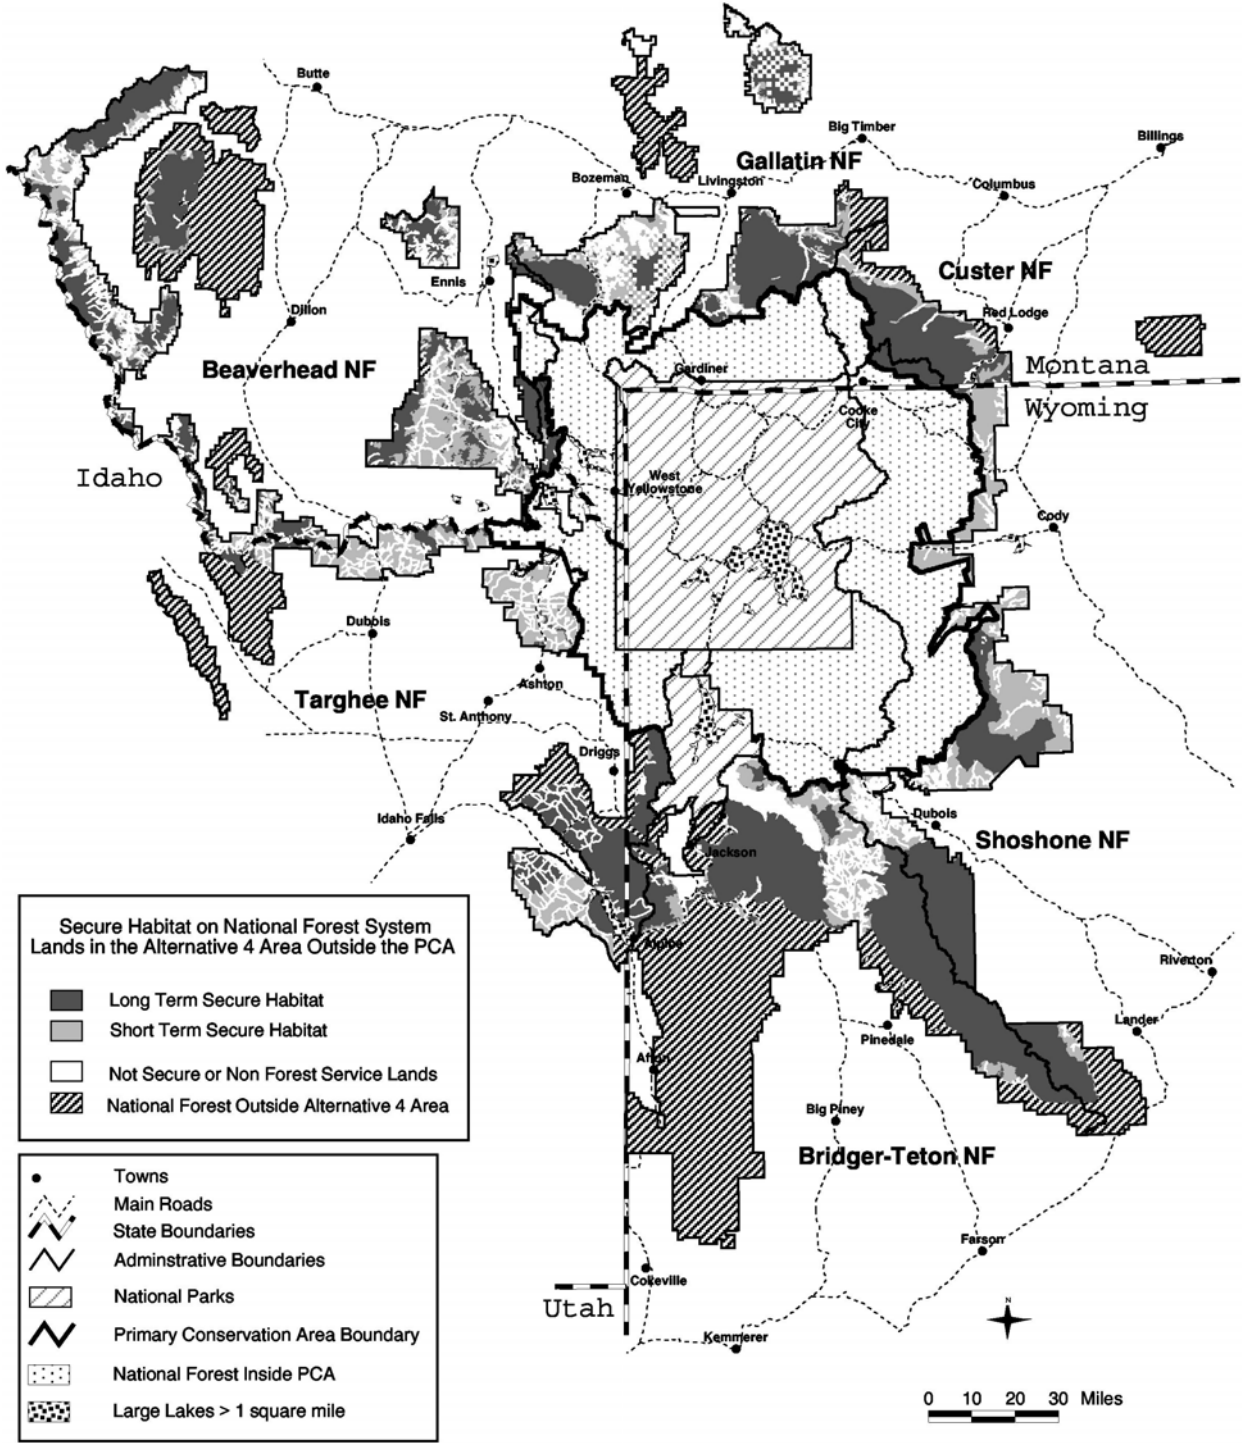 Butte
Big Timber
Billings
Gallatin NF
Bozeman
Livingston
Columbus
Custer NF
Ennis
Dillon
Red Lodge
Beaverhead NF
Gardiner
Montana
Cooke
City
Wyoming
Idaho
West
Yellowstone
Cody
Dubois
Ashton
Targhee NF
St. Anthony
Driggs
Idaho Falls
Dubois
Shoshone NF
Jackson
Secure Habitat on National Forest System
Lands in the Alternative 4 Area Outside the PCA
Long Term Secure Habitat
Short Term Secure Habitat
Not Secure or Non Forest Service Lands
National Forest Outside Alternative 4 Area
Alpine
Riverton
Lander
Pinedale
Afton
Big Piney
Bridger-Teton NF
Towns
Main Roads
State Boundaries
Adminstrative Boundaries
National Parks
Primary Conservation Area Boundary
National Forest Inside PCA
Large Lakes > 1 square mile
Farson
Cokeville
Utah
Kemmerer
N
0 10 20 30 Miles